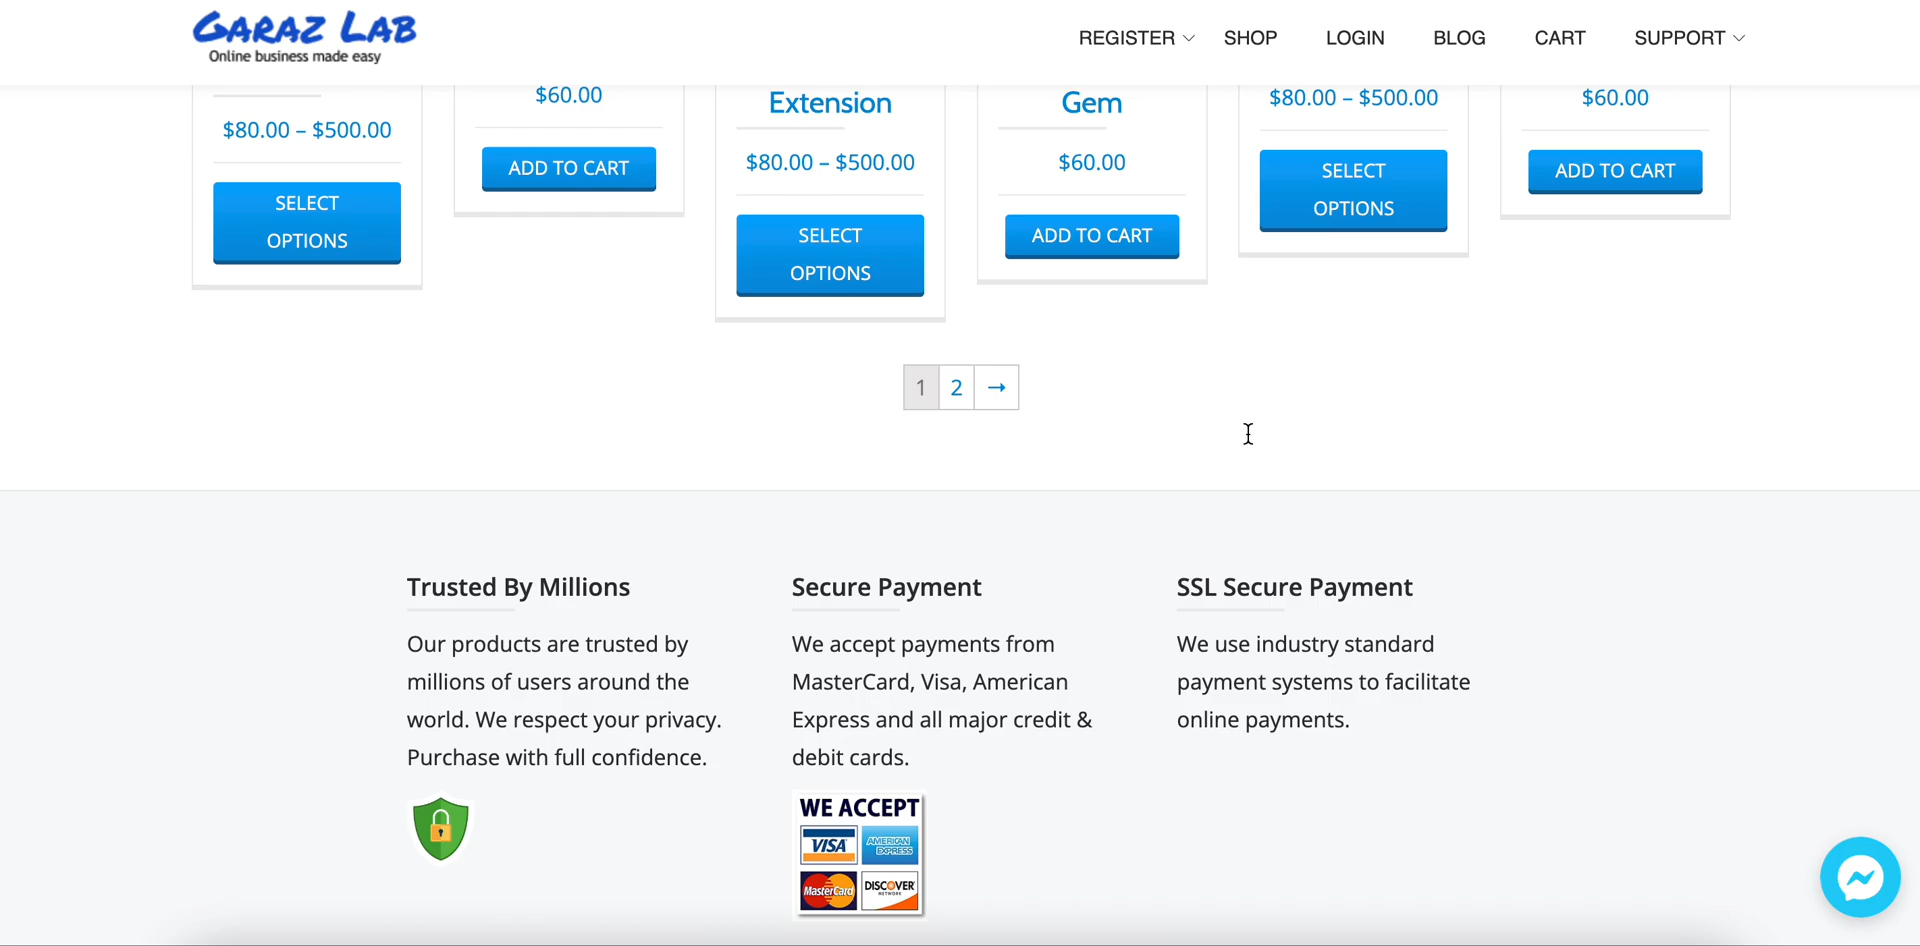 GARAZ LAB
Online business made easy
REGISTER SHOP LOGIN BLOG CART SUPPORT
$80.00 – $500.00
SELECT
OPTIONS
$60.00
ADD TO CART
Extension
$80.00 – $500.00
SELECT
OPTIONS
Gem
$60.00
ADD TO CART
$80.00 – $500.00
SELECT
OPTIONS
$60.00
ADD TO CART
1 2 →
Trusted By Millions
Our products are trusted by
millions of users around the
world. We respect your privacy.
Purchase with full confidence.
Secure Payment
We accept payments from
MasterCard, Visa, American
Express and all major credit &
debit cards.
WE ACCEPT
VISA
AMERICAN
EXPRESS
MasterCard
DISCOVER
NETWORK
SSL Secure Payment
We use industry standard
payment systems to facilitate
online payments.